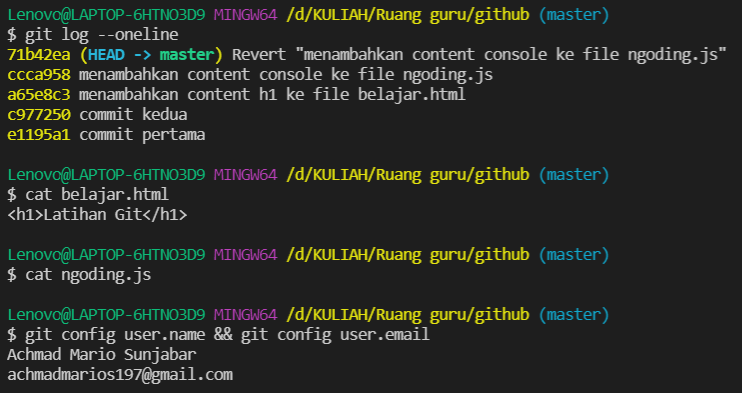 Lenovo@LAPTOP-6HTNO3D9 MINGW64 /d/KULIAH/Ruang guru/github (master)
$ git log --oneline
71b42ea (HEAD -> master) Revert "menambahkan content console ke file ngoding.js"
ccca958 menambahkan content console ke file ngoding.js
a65e8c3 menambahkan content h1 ke file belajar.html
c977250 commit kedua
e1195a1 commit pertama
Lenovo@LAPTOP-6HTNO3D9 MINGW64 /d/KULIAH/Ruang guru/github (master)
$ cat belajar.html
<h1>Latihan Git</h1>
Lenovo@LAPTOP-6HTNO3D9 MINGW64 /d/KULIAH/Ruang guru/github (master)
$ cat ngoding.js
Lenovo@LAPTOP-6HTNO3D9 MINGW64 /d/KULIAH/Ruang guru/github (master)
$ git config user.name && git config user.email
Achmad Mario Sunjabar
achmadmarios197@gmail.com